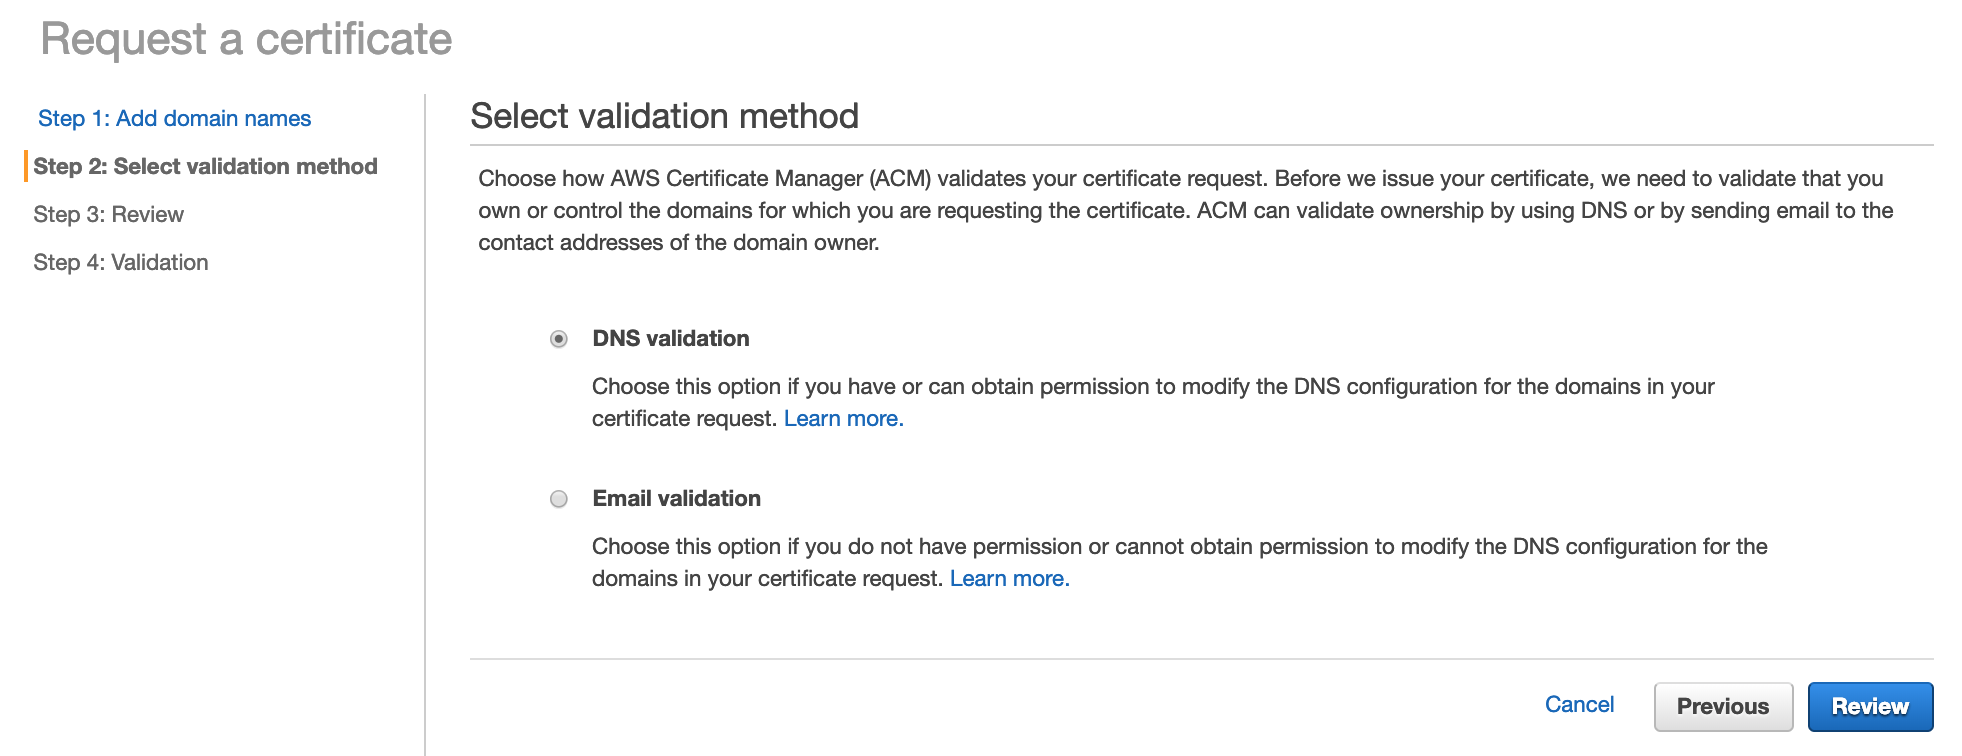 Request a certificate
Step 1: Add domain names
Step 2: Select validation method
Step 3: Review
Step 4: Validation
Select validation method
Choose how AWS Certificate Manager (ACM) validates your certificate request. Before we issue your certificate, we need to validate that you
own or control the domains for which you are requesting the certificate. ACM can validate ownership by using DNS or by sending email to the
contact addresses of the domain owner.
DNS validation
Choose this option if you have or can obtain permission to modify the DNS configuration for the domains in your
certificate request. Learn more.
Email validation
Choose this option if you do not have permission or cannot obtain permission to modify the DNS configuration for the
domains in your certificate request. Learn more.
Cancel Previous Review